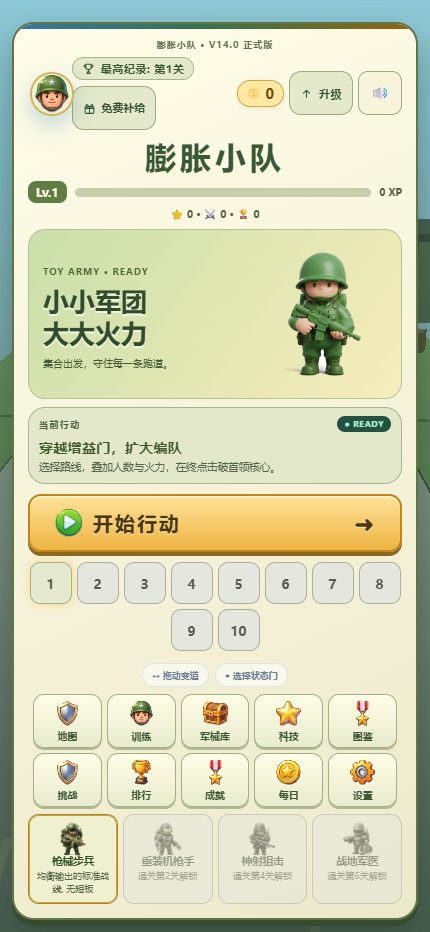 膨胀小队 • V14.0 正式版
最高纪录: 第1关
免费补给
0
↑ 升级
膨胀小队
Lv.1
0 XP
0 • 0 • 0
TOY ARMY • READY
小小军团
大大火力
集合出发，守住每一条跑道。
当前行动
• READY
穿越增益门，扩大编队
选择路线，叠加人数与火力，在终点击破首领核心。
开始行动 →
1 2 3 4 5 6 7 8
9 10
↔ 拖动变道
+ 选择状态门
地图 训练 军械库 科技 图鉴
挑战 排行 成就 每日 设置
枪械步兵
均衡输出的标准战
线，无短板
重装机枪手
通关第2关解锁
神射狙击
通关第4关解锁
战地军医
通关第6关解锁